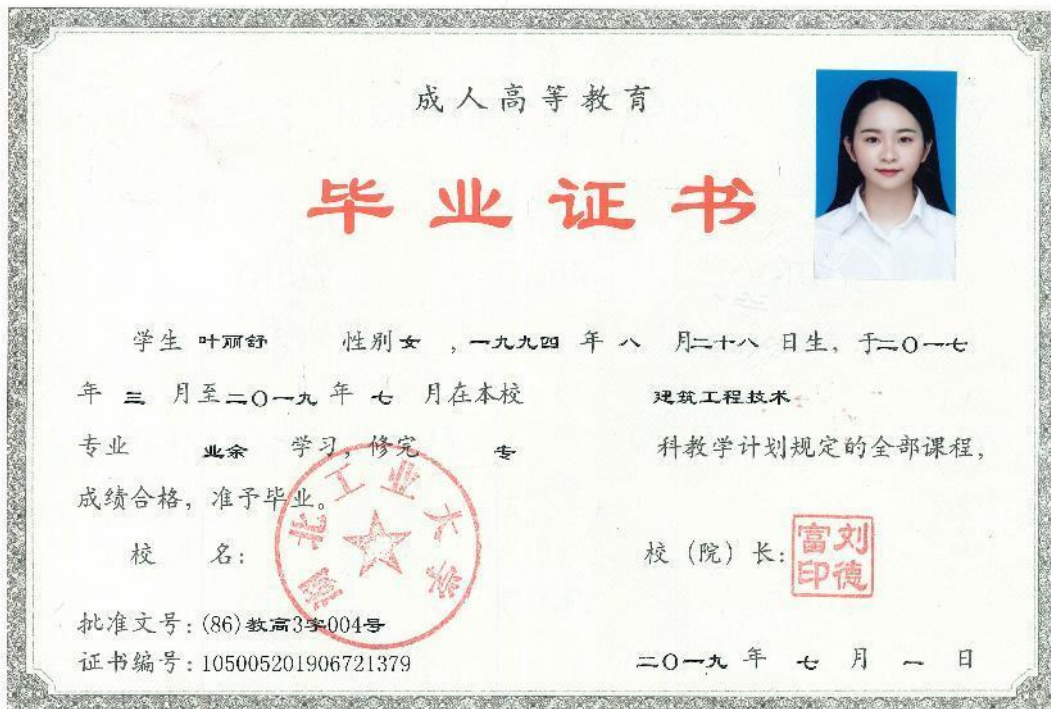 成人高等教育
毕业证书
学生 叶丽舒 性别 女 , 一九九四 年 八 月二十八 日生, 于二〇一七
年 三 月至二〇一九 年 七 月在本校 建筑工程技术
专业 业余 学习, 修完 专 科教学计划规定的全部课程,
成绩合格, 准予毕业。
湖北工业大学
校 名: 校 (院) 长: 刘德富印
批准文号: (86)教高3字004号
证书编号: 105005201906721379 二〇一九 年 七 月 一 日